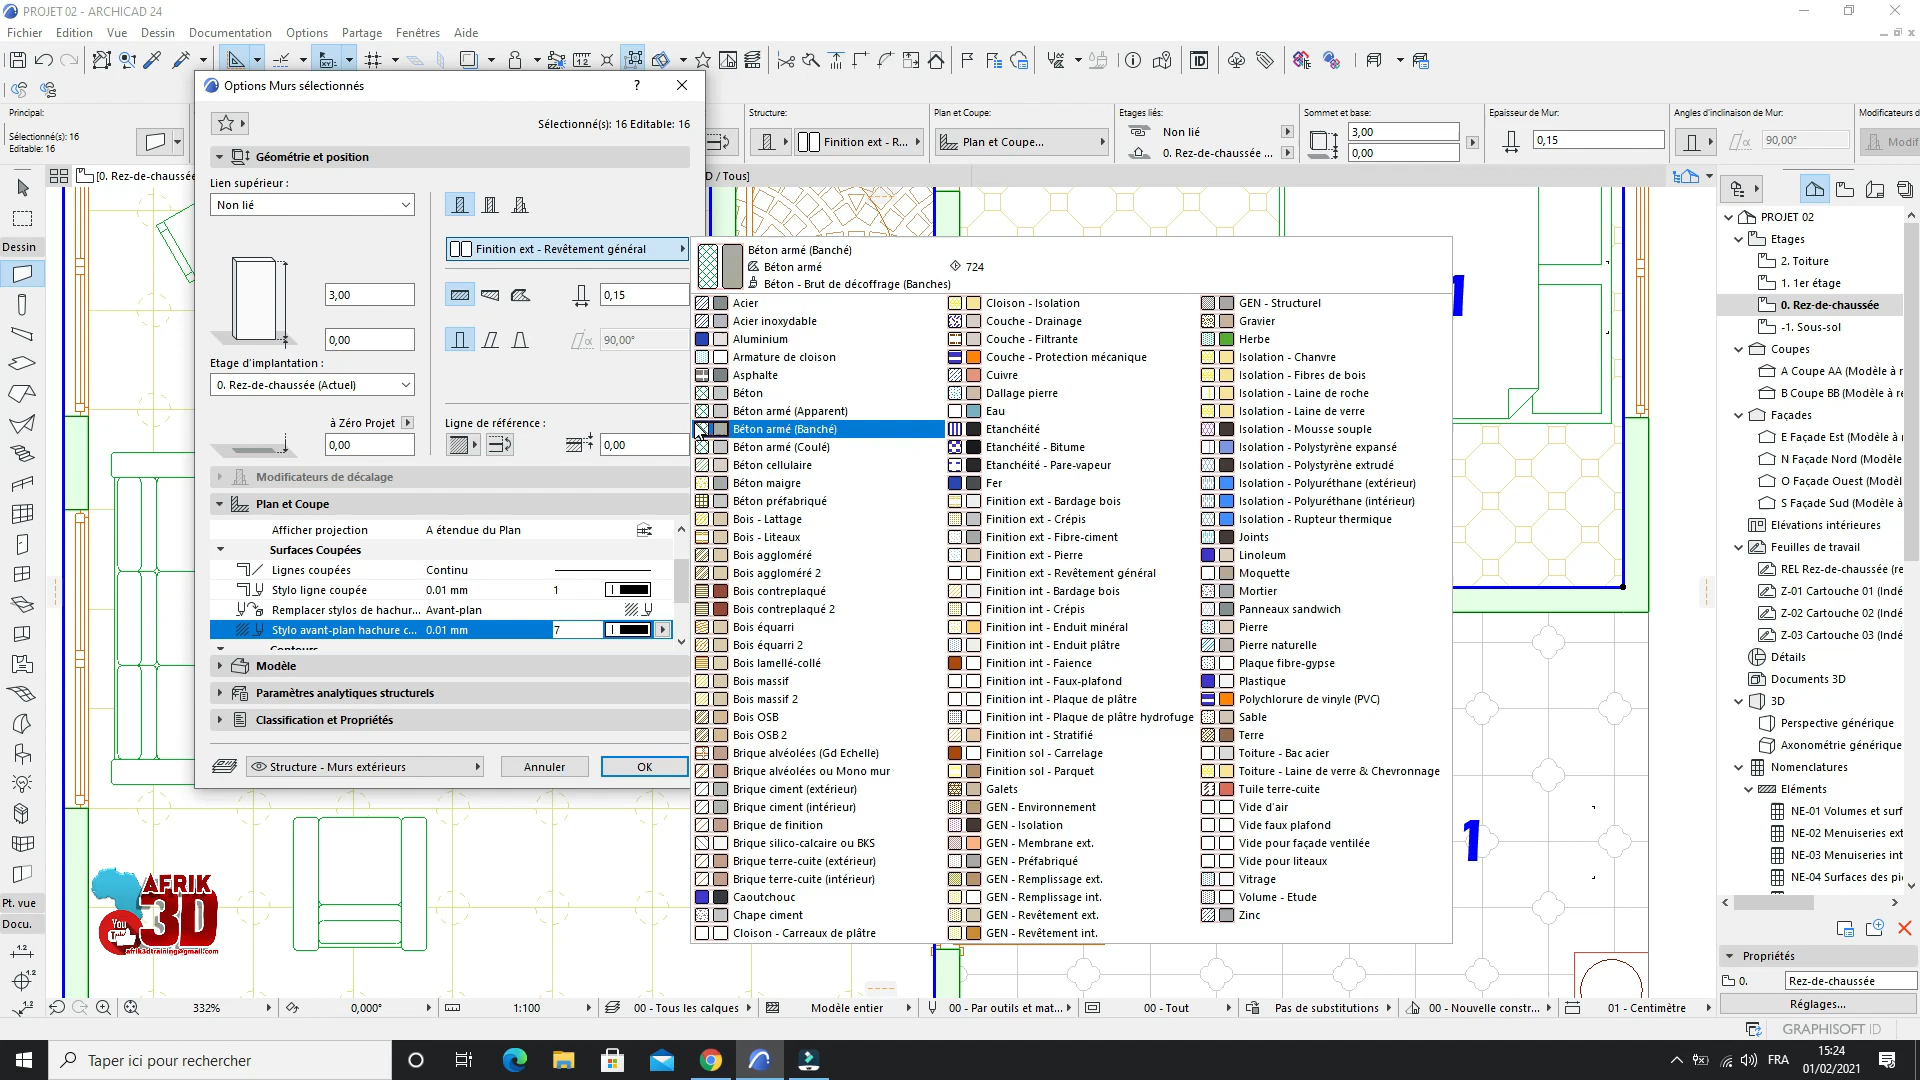 PROJET 02 - ARCHICAD 24
Fichier Edition Vue Dessin Documentation Options Partage Fenêtres Aide
Principal:
Sélectionné(s): 16
Editable: 16
Structure:
Finition ext - R...
Plan et Coupe:
Plan et Coupe...
Etages liés:
Non lié
0. Rez-de-chaussée ...
Sommet et base:
3,00
0,00
Epaisseur de Mur:
0,15
Angles d'inclinaison de Mur:
90,00°
Modificateurs d
Modif
[0. Rez-de-chaussée
D / Tous]
Options Murs sélectionnés
?
Sélectionné(s): 16 Editable: 16
Géométrie et position
Lien supérieur :
Non lié
3,00
0,00
Etage d'implantation :
0. Rez-de-chaussée (Actuel)
à Zéro Projet
0,00
Finition ext - Revêtement général
0,15
90,00°
Ligne de référence :
0,00
Modificateurs de décalage
Plan et Coupe
Afficher projection A étendue du Plan
Surfaces Coupées
Lignes coupées Continu
Stylo ligne coupée 0.01 mm 1
Remplacer stylos de hachur... Avant-plan
Stylo avant-plan hachure c... 0.01 mm 7
Contours
Modèle
Paramètres analytiques structurels
Classification et Propriétés
Structure - Murs extérieurs
Annuler
OK
Béton armé (Banché)
Béton armé 724
Béton - Brut de décoffrage (Banches)
Acier
Acier inoxydable
Aluminium
Armature de cloison
Asphalte
Béton
Béton armé (Apparent)
Béton armé (Banché)
Béton armé (Coulé)
Béton cellulaire
Béton maigre
Béton préfabriqué
Bois - Lattage
Bois - Liteaux
Bois aggloméré
Bois aggloméré 2
Bois contreplaqué
Bois contreplaqué 2
Bois équarri
Bois équarri 2
Bois lamellé-collé
Bois massif
Bois massif 2
Bois OSB
Bois OSB 2
Brique alvéolées (Gd Echelle)
Brique alvéolées ou Mono mur
Brique ciment (extérieur)
Brique ciment (intérieur)
Brique de finition
Brique silico-calcaire ou BKS
Brique terre-cuite (extérieur)
Brique terre-cuite (intérieur)
Caoutchouc
Chape ciment
Cloison - Carreaux de plâtre
Cloison - Isolation
Couche - Drainage
Couche - Filtrante
Couche - Protection mécanique
Cuivre
Dallage pierre
Eau
Etanchéité
Etanchéité - Bitume
Etanchéité - Pare-vapeur
Fer
Finition ext - Bardage bois
Finition ext - Crépis
Finition ext - Fibre-ciment
Finition ext - Pierre
Finition ext - Revêtement général
Finition int - Bardage bois
Finition int - Crépis
Finition int - Enduit minéral
Finition int - Enduit plâtre
Finition int - Faience
Finition int - Faux-plafond
Finition int - Plaque de plâtre
Finition int - Plaque de plâtre hydrofuge
Finition int - Stratifié
Finition sol - Carrelage
Finition sol - Parquet
Galets
GEN - Environnement
GEN - Isolation
GEN - Membrane ext.
GEN - Préfabriqué
GEN - Remplissage ext.
GEN - Remplissage int.
GEN - Revêtement ext.
GEN - Revêtement int.
GEN - Structurel
Gravier
Herbe
Isolation - Chanvre
Isolation - Fibres de bois
Isolation - Laine de roche
Isolation - Laine de verre
Isolation - Mousse souple
Isolation - Polystyrène expansé
Isolation - Polystyrène extrudé
Isolation - Polyuréthane (extérieur)
Isolation - Polyuréthane (intérieur)
Isolation - Rupteur thermique
Joints
Linoleum
Moquette
Mortier
Panneaux sandwich
Pierre
Pierre naturelle
Plaque fibre-gypse
Plastique
Polychlorure de vinyle (PVC)
Sable
Terre
Toiture - Bac acier
Toiture - Laine de verre & Chevronnage
Tuile terre-cuite
Vide d'air
Vide faux plafond
Vide pour façade ventilée
Vide pour liteaux
Vitrage
Volume - Etude
Zinc
1
1
Dessin
Pt. vue
Docu.
PROJET 02
Etages
2. Toiture
1. 1er étage
0. Rez-de-chaussée
-1. Sous-sol
Coupes
A Coupe AA (Modèle à r
B Coupe BB (Modèle à re
Façades
E Façade Est (Modèle à
N Façade Nord (Modèle
O Façade Ouest (Modèle
S Façade Sud (Modèle à
Elévations intérieures
Feuilles de travail
REL Rez-de-chaussée (re
Z-01 Cartouche 01 (Indé
Z-02 Cartouche 02 (Indé
Z-03 Cartouche 03 (Indé
Détails
Documents 3D
3D
Perspective générique
Axonométrie générique
Nomenclatures
Eléments
NE-01 Volumes et surf
NE-02 Menuiseries ext
NE-03 Menuiseries int
NE-04 Surfaces des pi
Propriétés
0. Rez-de-chaussée
Réglages...
GRAPHISOFT ID
AFRIK
3D
You
Tube
afrik3dtraining@gmail.com
332% 0,000° 1:100 00 - Tous les calques Modèle entier 00 - Par outils et mat... 00 - Tout Pas de substitutions 00 - Nouvelle constr... 01 - Centimètre
Taper ici pour rechercher
FRA
15:24
01/02/2021